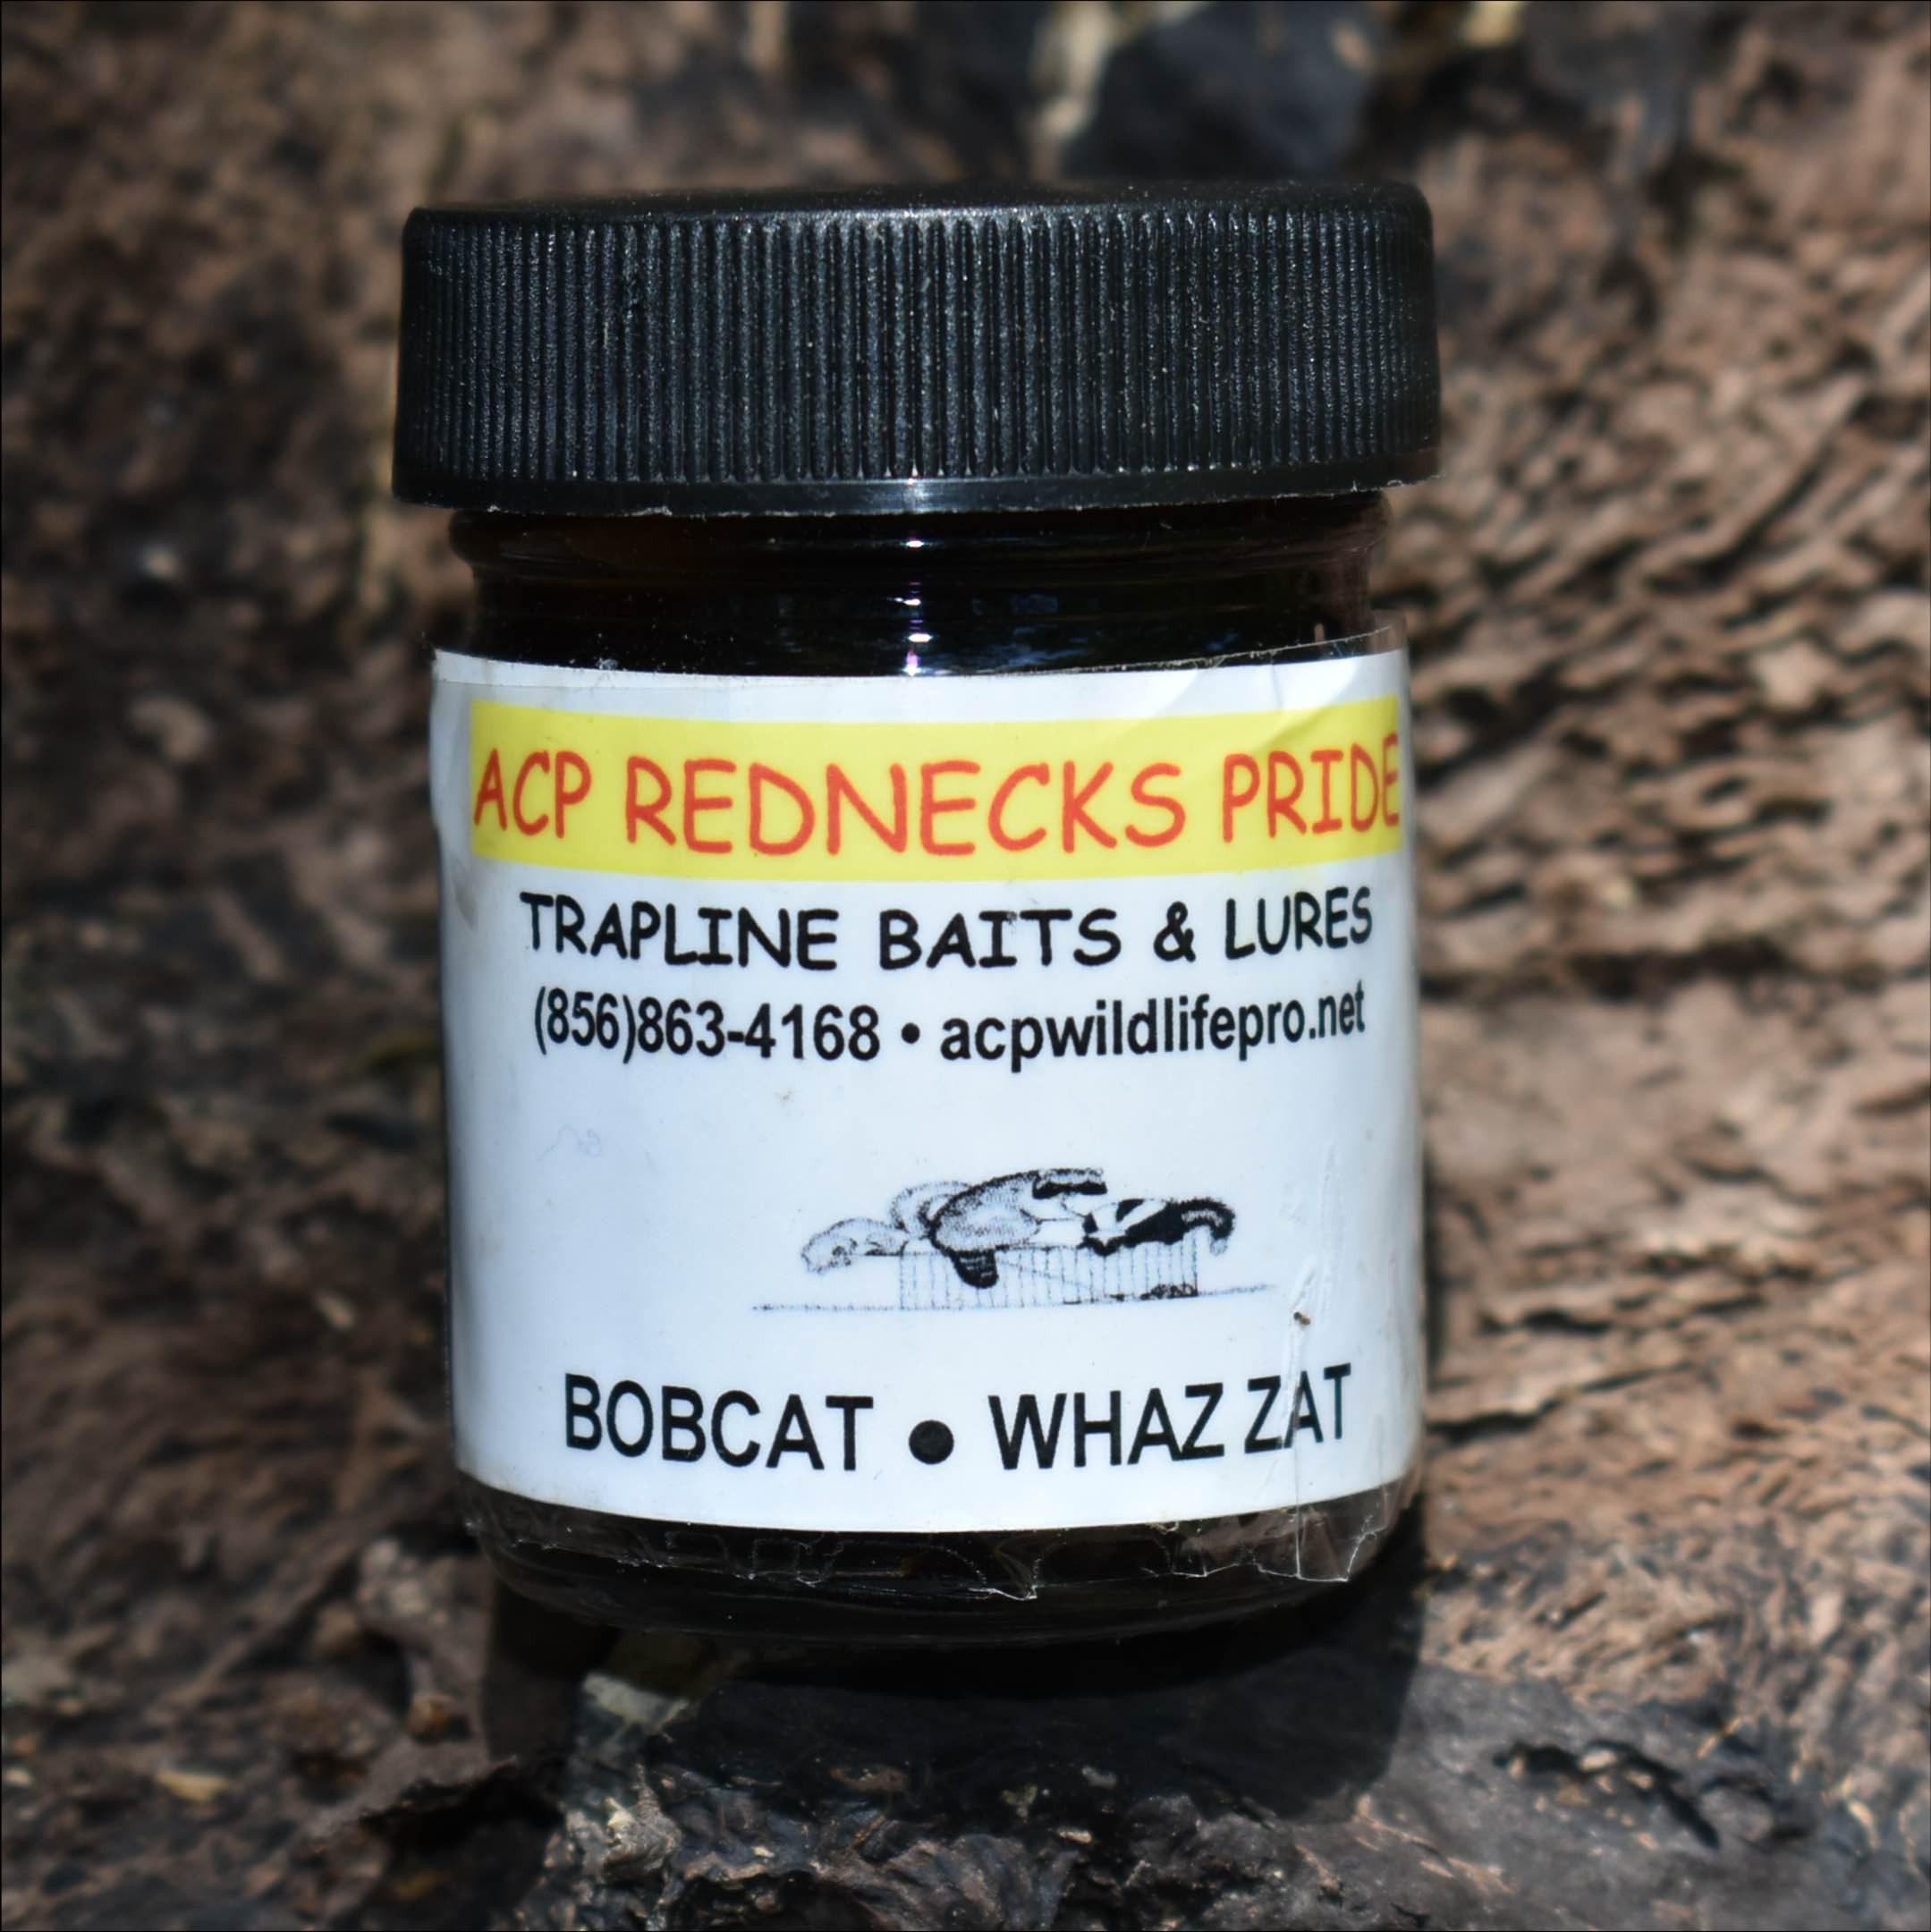 ACP REDNECKS PRIDE
TRAPLINE BAITS & LURES
(856)863-4168 • acpwildlifepro.net
BOBCAT ● WHAZ ZAT